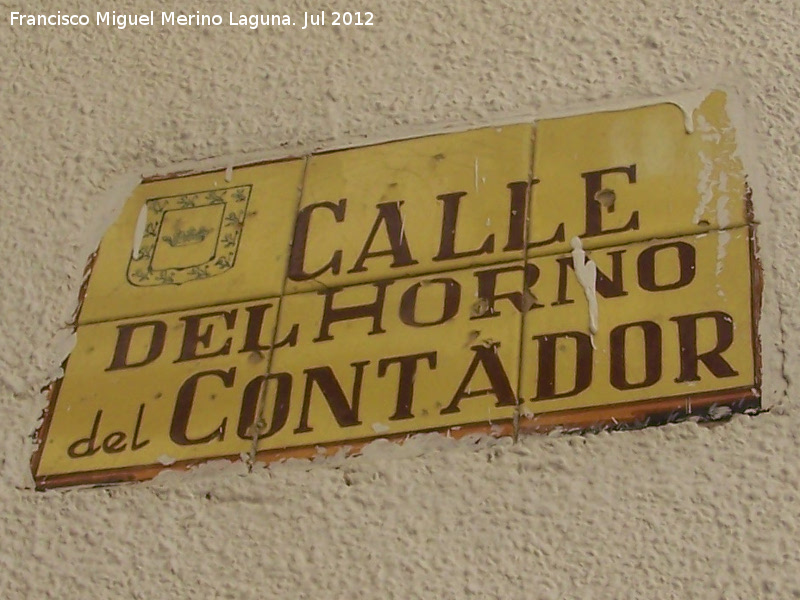 Francisco Miguel Merino Laguna. Jul 2012
CALLE
DEL HORNO
del CONTADOR